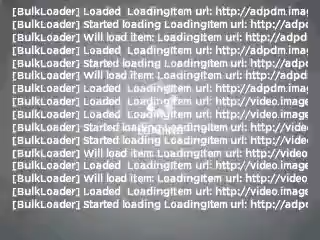 [BulkLoader] Loaded LoadingItem url: http://adpdm.ima
[BulkLoader] Started loading LoadingItem url: http://adpd
[BulkLoader] Will load item: LoadingItem url: http://adpd
[BulkLoader] Loaded LoadingItem url: http://adpdm.ima
[BulkLoader] Started loading LoadingItem url: http://adpd
[BulkLoader] Will load item: LoadingItem url: http://adpd
[BulkLoader] Loaded LoadingItem url: http://adpdm.ima
[BulkLoader] Loaded LoadingItem url: http://video.image
[BulkLoader] Loaded LoadingItem url: http://video.image
[BulkLoader] Started loading LoadingItem url: http://vide
[BulkLoader] Started loading LoadingItem url: http://vide
[BulkLoader] Will load item: LoadingItem url: http://video
[BulkLoader] Loaded LoadingItem url: http://video.image
[BulkLoader] Will load item: LoadingItem url: http://video
[BulkLoader] Loaded LoadingItem url: http://video.image
[BulkLoader] Started loading LoadingItem url: http://adpd